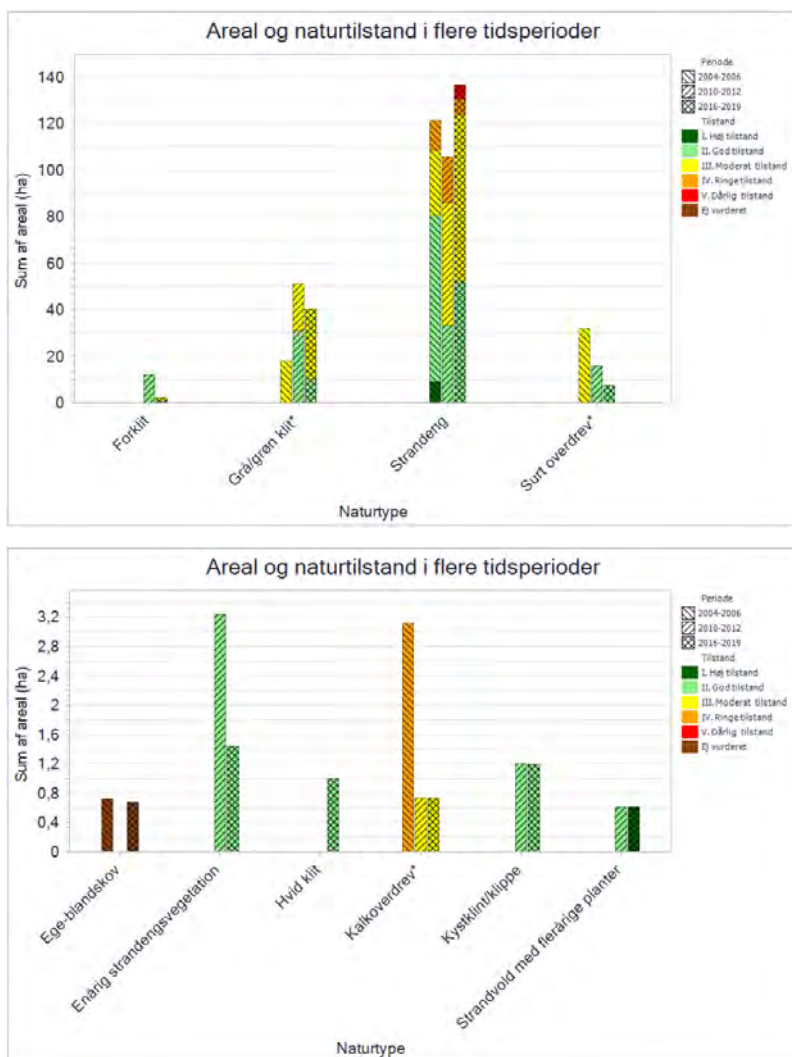 Areal og naturtilstand i flere tidsperioder
Periode
2004-2006
2010-2012
2016-2019
Tilstand
I. Høj tilstand
II. God tilstand
III. Moderat tilstand
IV. Ringe tilstand
V. Dårlig tilstand
Ej vurderet
Sum af areal (ha)
140
120
100
80
60
40
20
0
Forklit
Grå/grøn klit*
Strandeng
Surt overdrev*
Naturtype
Areal og naturtilstand i flere tidsperioder
Periode
2004-2006
2010-2012
2016-2019
Tilstand
I. Høj tilstand
II. God tilstand
III. Moderat tilstand
IV. Ringe tilstand
V. Dårlig tilstand
Ej vurderet
Sum af areal (ha)
3,2
2,8
2,4
2
1,6
1,2
0,8
0,4
0
Ege-blandskov
Enårig strandengsvegetation
Hvid klit
Kalkoverdrev*
Kystklint/klippe
Strandvold med flerårige planter
Naturtype